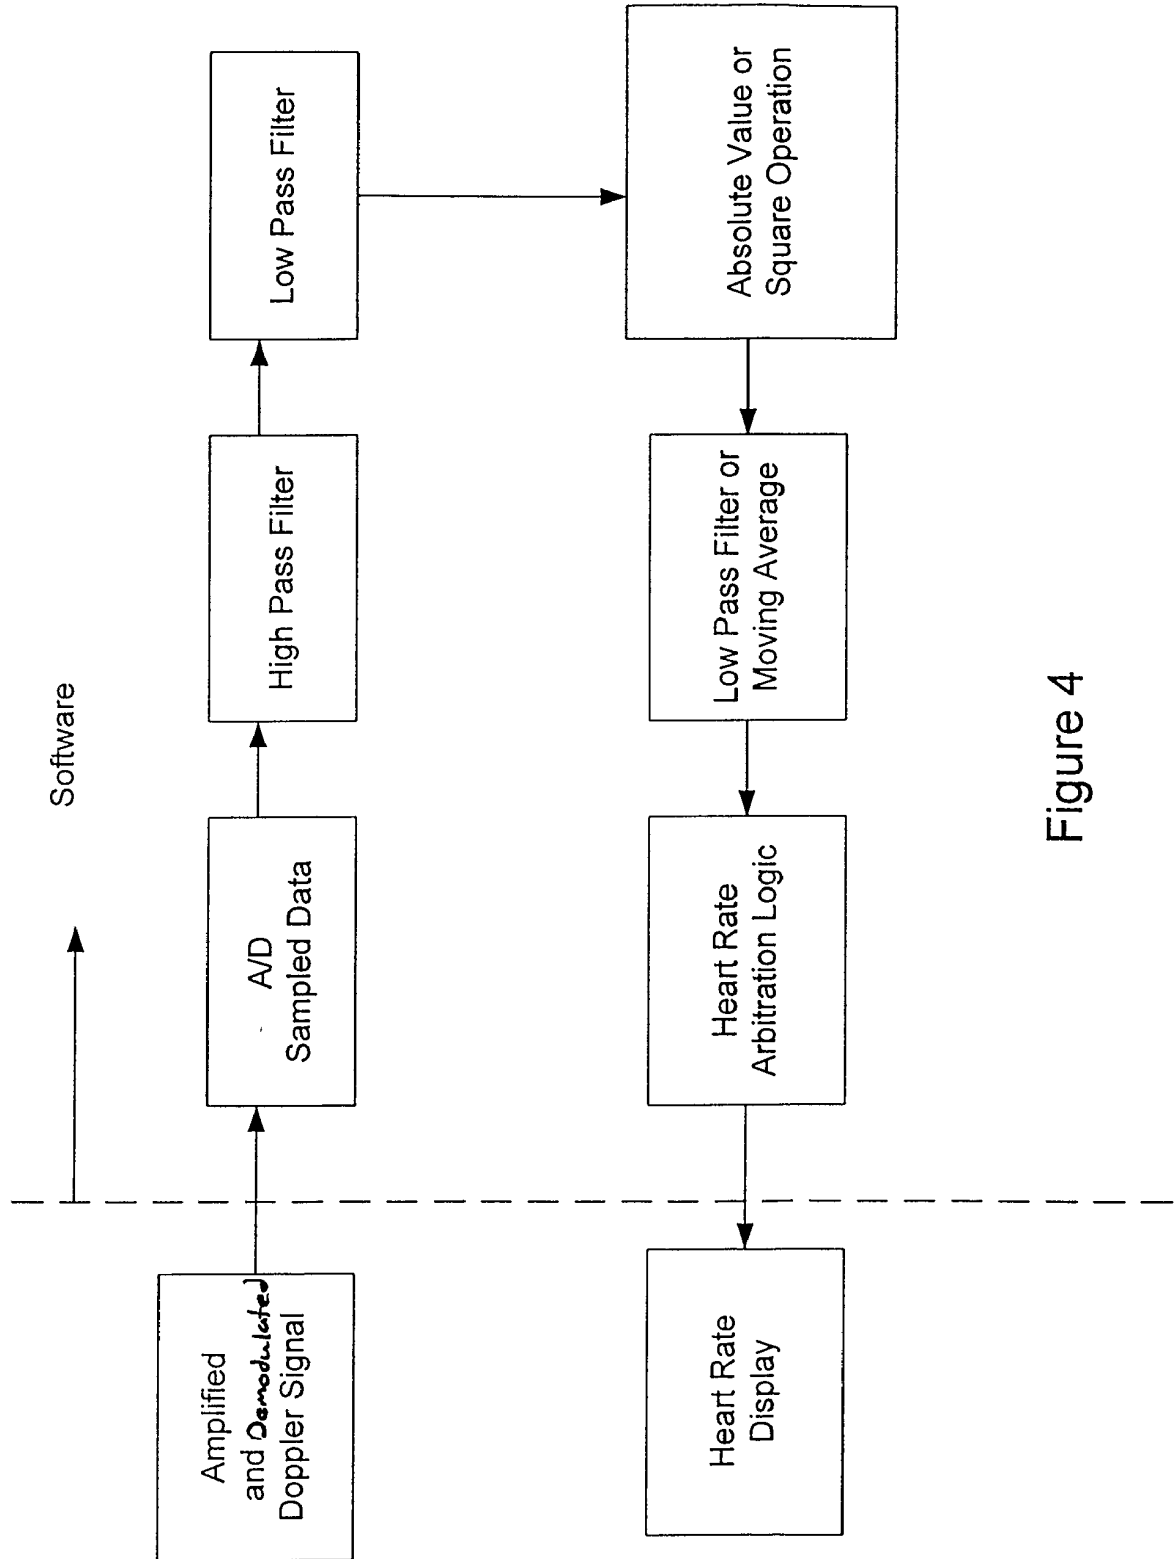 Software
Amplified
and Demodulated
Doppler Signal
A/D
Sampled Data
High Pass Filter
Low Pass Filter
Absolute Value or
Square Operation
Low Pass Filter or
Moving Average
Heart Rate
Arbitration Logic
Heart Rate
Display
Figure 4